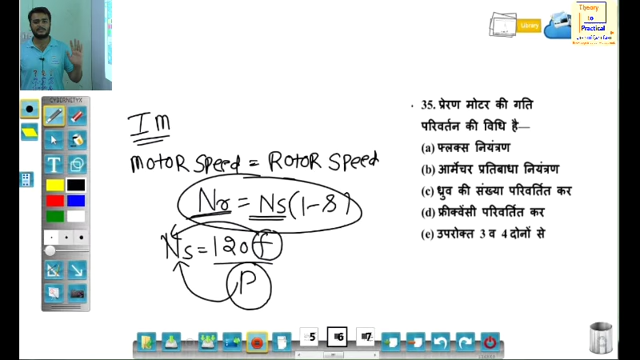 Theory
to
Practical
Library
IM
MOTOR SPeed = ROTOR SPeed
Nr = Ns(1-S)
Ns = 120f
P
35. प्रेरण मोटर की गति
परिवर्तन की विधि है—
(a) फ्लक्स नियंत्रण
(b) आर्मेचर प्रतिबाधा नियंत्रण
(c) ध्रुव की संख्या परिवर्तित कर
(d) फ्रीक्वेंसी परिवर्तित कर
(e) उपरोक्त 3 व 4 दोनों से
5 6 7